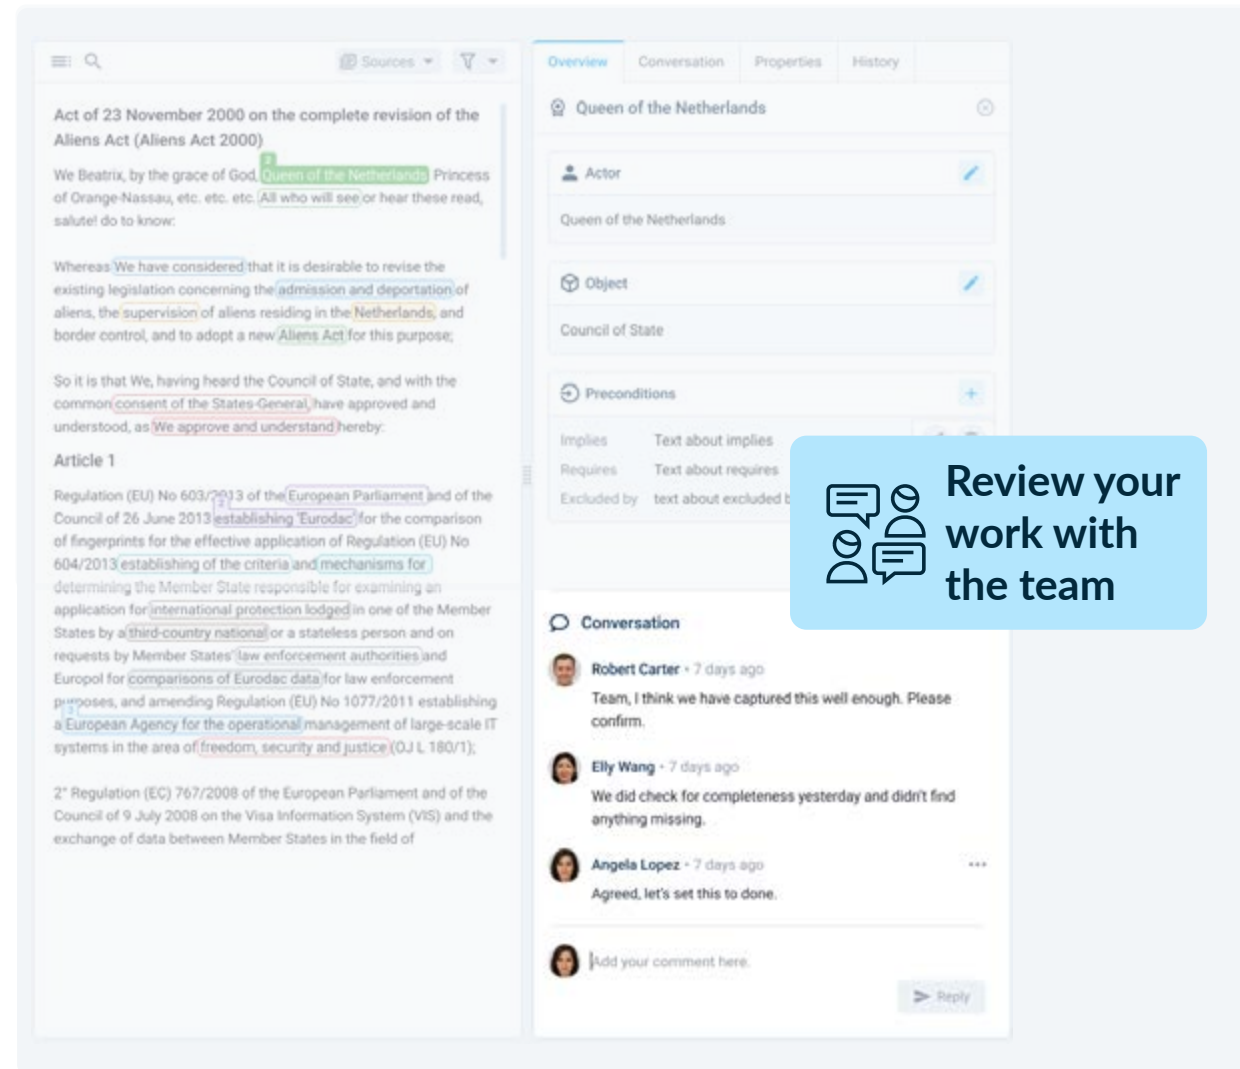 Sources
Act of 23 November 2000 on the complete revision of the
Aliens Act (Aliens Act 2000)
We Beatrix, by the grace of God, Queen of the Netherlands Princess
of Orange-Nassau, etc. etc. etc. All who will see or hear these read,
salute! do to know:
Whereas We have considered that it is desirable to revise the
existing legislation concerning the admission and deportation of
aliens, the supervision of aliens residing in the Netherlands, and
border control, and to adopt a new Aliens Act for this purpose;
So it is that We, having heard the Council of State, and with the
common consent of the States-General, have approved and
understood, as We approve and understand hereby:
Article 1
Regulation (EU) No 603/2013 of the European Parliament and of the
Council of 26 June 2013 establishing 'Eurodac' for the comparison
of fingerprints for the effective application of Regulation (EU) No
604/2013 establishing of the criteria and mechanisms for
determining the Member State responsible for examining an
application for international protection lodged in one of the Member
States by a third-country national or a stateless person and on
requests by Member States' law enforcement authorities and
Europol for comparisons of Eurodac data for law enforcement
purposes, and amending Regulation (EU) No 1077/2011 establishing
a European Agency for the operational management of large-scale IT
systems in the area of freedom, security and justice (OJ L 180/1);
2° Regulation (EC) 767/2008 of the European Parliament and of the
Council of 9 July 2008 on the Visa Information System (VIS) and the
exchange of data between Member States in the field of
Overview Conversation Properties History
Queen of the Netherlands
Actor
Queen of the Netherlands
Object
Council of State
Preconditions
Implies Text about implies
Requires Text about requires
Excluded by text about excluded
Review your
work with
the team
Conversation
Robert Carter • 7 days ago
Team, I think we have captured this well enough. Please
confirm.
Elly Wang • 7 days ago
We did check for completeness yesterday and didn't find
anything missing.
Angela Lopez • 7 days ago
Agreed, let's set this to done.
Add your comment here.
Reply